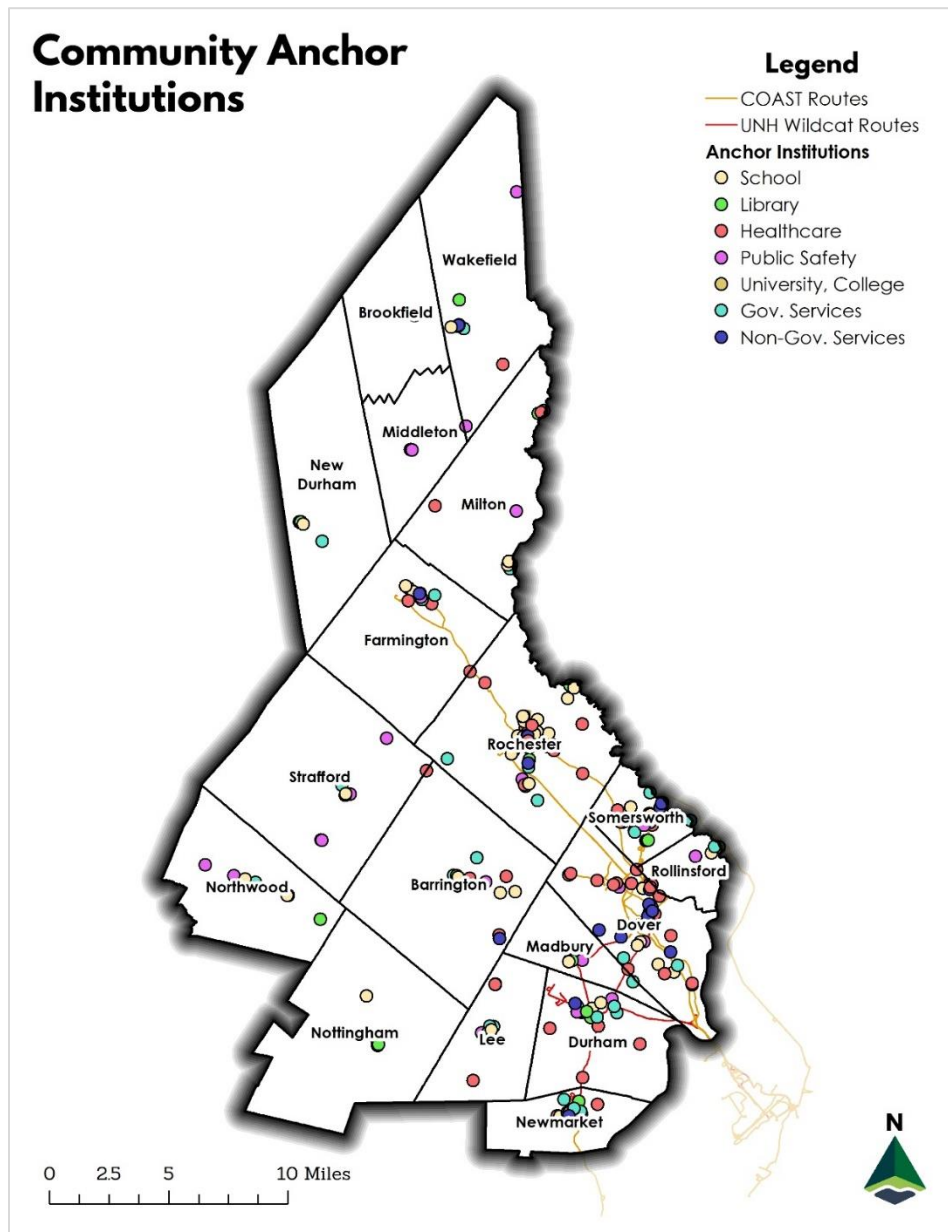 Community Anchor
Institutions
Legend
COAST Routes
UNH Wildcat Routes
Anchor Institutions
School
Library
Healthcare
Public Safety
University, College
Gov. Services
Non-Gov. Services
Wakefield
Brookfield
Middleton
New
Durham
Milton
Farmington
Rochester
Strafford
Somersworth
Rollinsford
Northwood
Barrington
Dover
Madbury
Nottingham
Lee
Durham
Newmarket
N
0 2.5 5 10 Miles